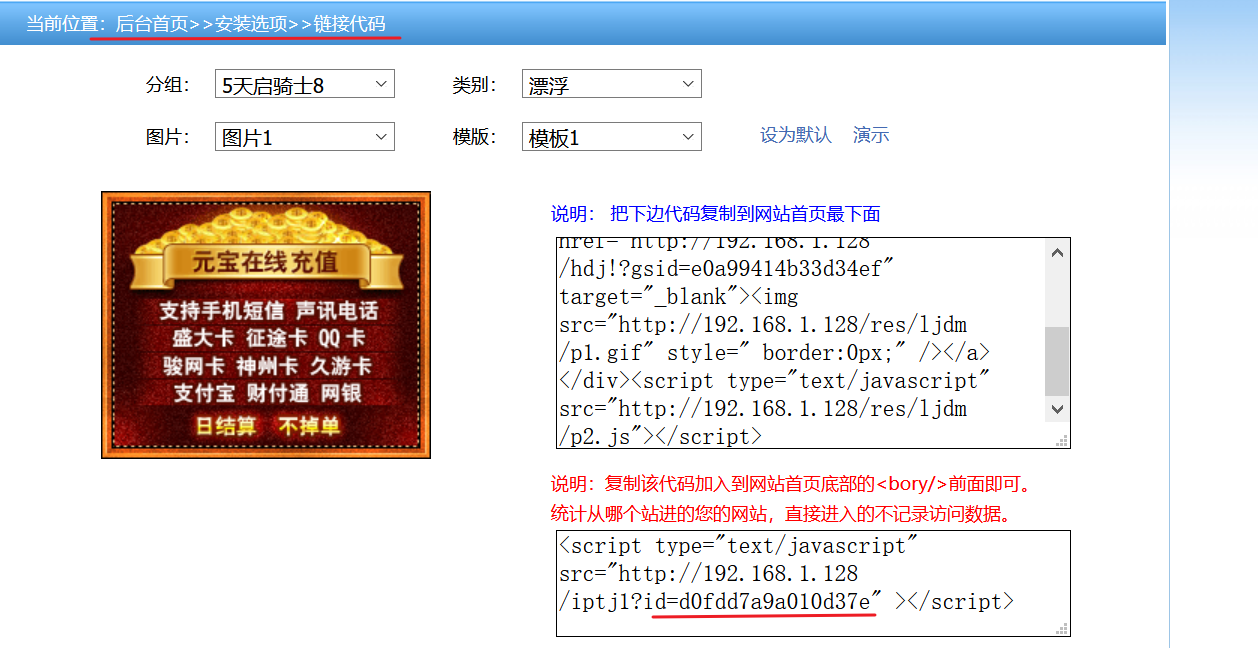 当前位置：后台首页>>安装选项>>链接代码
分组： 5天启骑士8 类别： 漂浮
图片： 图片1 模版： 模板1 设为默认 演示
元宝在线充值
支持手机短信 声讯电话
盛大卡 征途卡 QQ卡
骏网卡 神州卡 久游卡
支付宝 财付通 网银
日结算 不掉单
说明： 把下边代码复制到网站首页最下面
href="http://192.168.1.128
/hdj!?gsid=e0a99414b33d34ef"
target="_blank"><img
src="http://192.168.1.128/res/ljdm
/p1.gif" style=" border:0px;" /></a>
</div><script type="text/javascript"
src="http://192.168.1.128/res/ljdm
/p2.js"></script>
说明：复制该代码加入到网站首页底部的<bory/>前面即可。
统计从哪个站进的您的网站，直接进入的不记录访问数据。
<script type="text/javascript"
src="http://192.168.1.128
/iptj1?id=d0fdd7a9a010d37e" ></script>